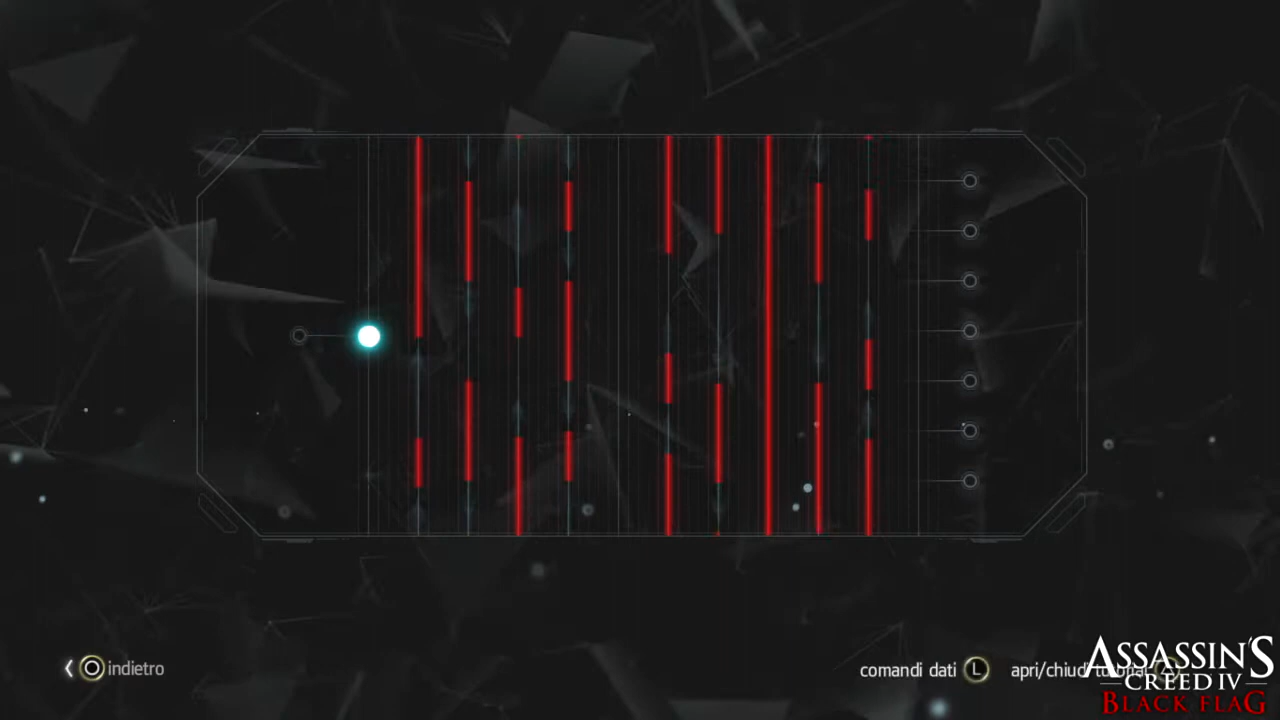 indietro
comandi dati L apri/chiudi
ASSASSIN'S
CREED IV
BLACK FLAG